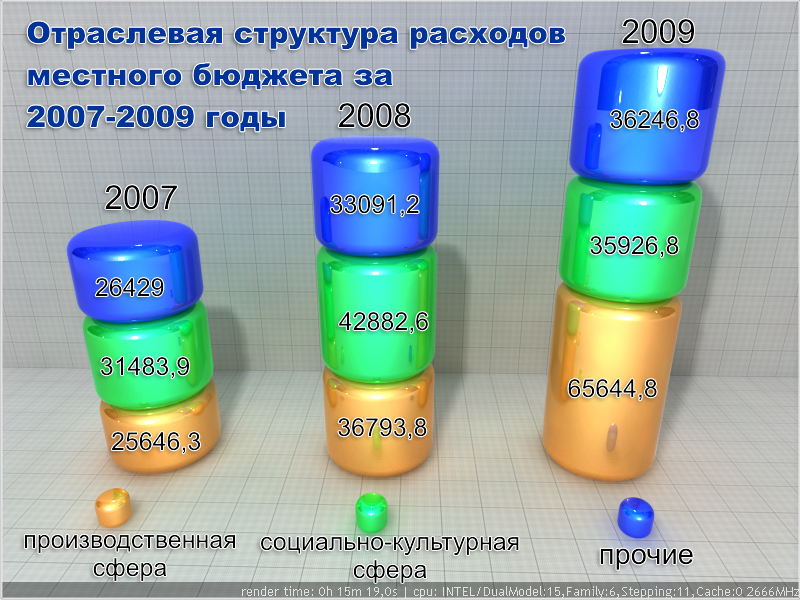 Отраслевая структура расходов
местного бюджета за
2007-2009 годы
2007
2008
2009
26429
31483,9
25646,3
33091,2
42882,6
36793,8
36246,8
35926,8
65644,8
производственная
сфера
социально-культурная
сфера
прочие
render time: 0h 15m 19,0s | cpu: INTEL/DualModel:15,Family:6,Stepping:11,Cache:0 2666MHz